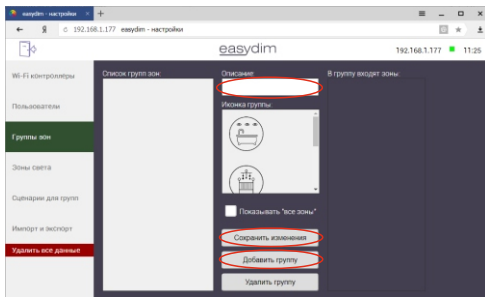 easydim - настройки
192.168.1.177 easydim - настройки
easydim
192.168.1.177 11:25
Wi-Fi контроллеры
Пользователи
Группы зон
Зоны света
Сценарии для групп
Импорт и экспорт
Удалить все данные
Список групп зон:
Описание:
Иконка группы
Показывать "все зоны"
Сохранить изменения
Добавить группу
Удалить группу
В группу входят зоны: